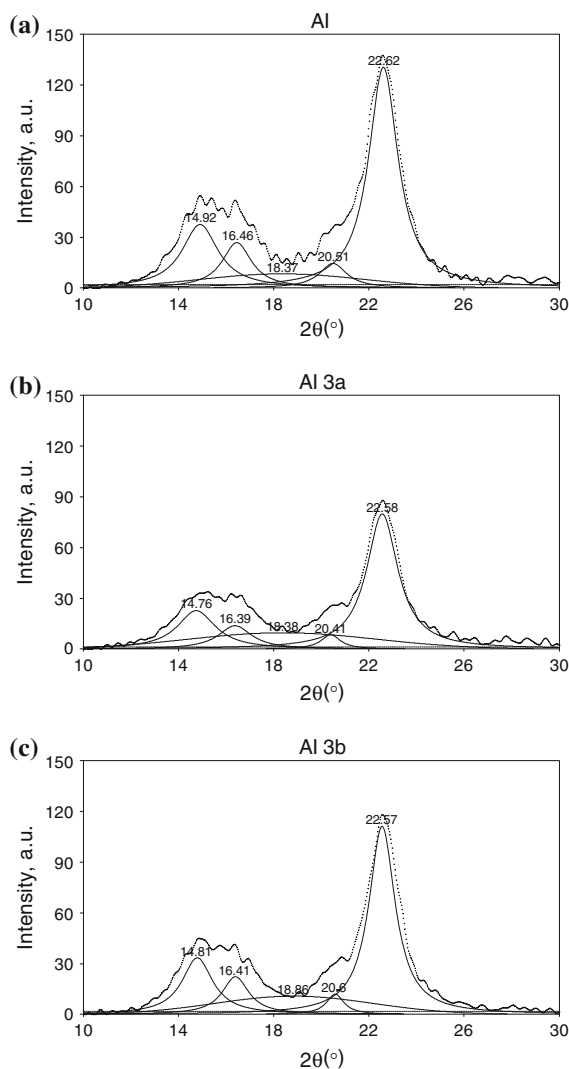 (a)
Al
150
120
90
60
30
0
Intensity, a.u.
22.62
14.92
16.46
18.37
20.51
10 14 18 22 26 30
2θ(°)
(b)
Al 3a
150
120
90
60
30
0
Intensity, a.u.
22.58
14.76
16.39
18.38
20.41
10 14 18 22 26 30
2θ(°)
(c)
Al 3b
150
120
90
60
30
0
Intensity, a.u.
22.57
14.81
16.41
18.86
20.6
10 14 18 22 26 30
2θ(°)